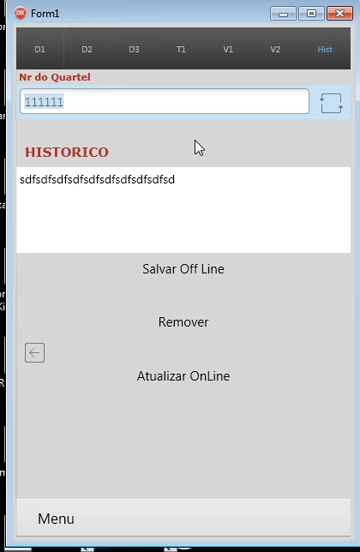 DX Form1
D1 D2 D3 T1 V1 V2 Hist
Nr do Quartel
111111
HISTORICO
sdfsdfsdfsdfsdfsdfsdfsdfsdfsd
Salvar Off Line
Remover
Atualizar OnLine
Menu